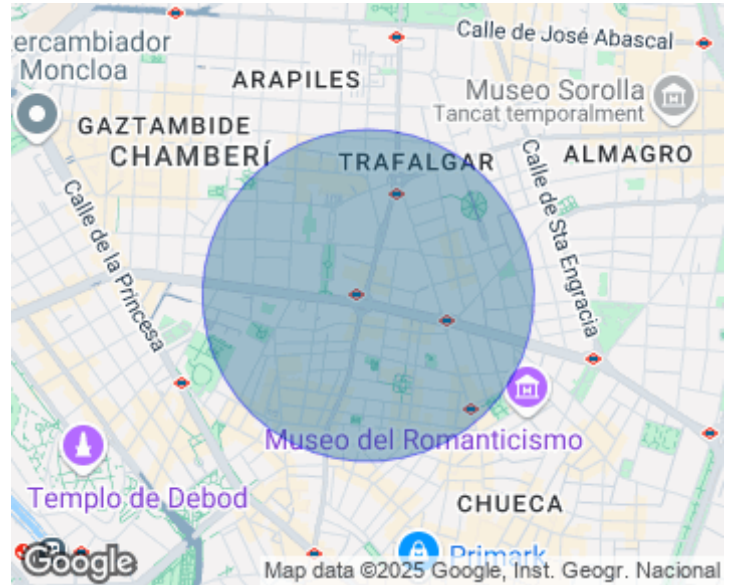 Calle de José Abascal
tercambiador
Moncloa
ARAPILES
Museo Sorolla
Tancat temporalment
GAZTAMBIDE
CHAMBERÍ
TRAFALGAR
ALMAGRO
Calle de Sta Engracia
Calle de la Princesa
Museo del Romanticismo
Templo de Debod
CHUECA
Primark
Google
Map data ©2025 Google, Inst. Geogr. Nacional